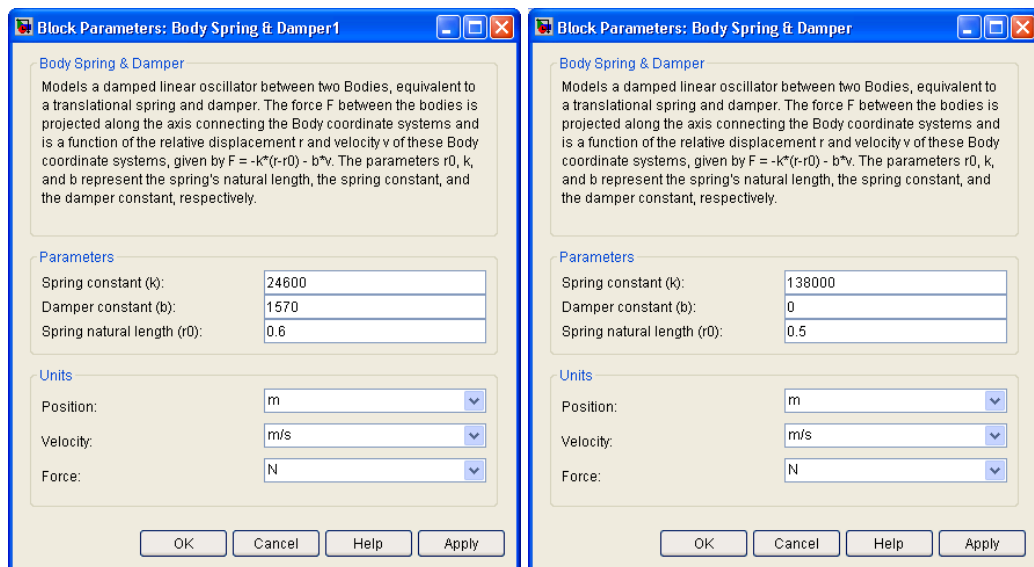 Block Parameters: Body Spring & Damper1
Body Spring & Damper
Models a damped linear oscillator between two Bodies, equivalent to
a translational spring and damper. The force F between the bodies is
projected along the axis connecting the Body coordinate systems and
is a function of the relative displacement r and velocity v of these Body
coordinate systems, given by F = -k*(r-r0) - b*v. The parameters r0, k,
and b represent the spring's natural length, the spring constant, and
the damper constant, respectively.
Parameters
Spring constant (k): 24600
Damper constant (b): 1570
Spring natural length (r0): 0.6
Units
Position: m
Velocity: m/s
Force: N
OK Cancel Help Apply
Block Parameters: Body Spring & Damper
Body Spring & Damper
Models a damped linear oscillator between two Bodies, equivalent to
a translational spring and damper. The force F between the bodies is
projected along the axis connecting the Body coordinate systems and
is a function of the relative displacement r and velocity v of these Body
coordinate systems, given by F = -k*(r-r0) - b*v. The parameters r0, k,
and b represent the spring's natural length, the spring constant, and
the damper constant, respectively.
Parameters
Spring constant (k): 138000
Damper constant (b): 0
Spring natural length (r0): 0.5
Units
Position: m
Velocity: m/s
Force: N
OK Cancel Help Apply